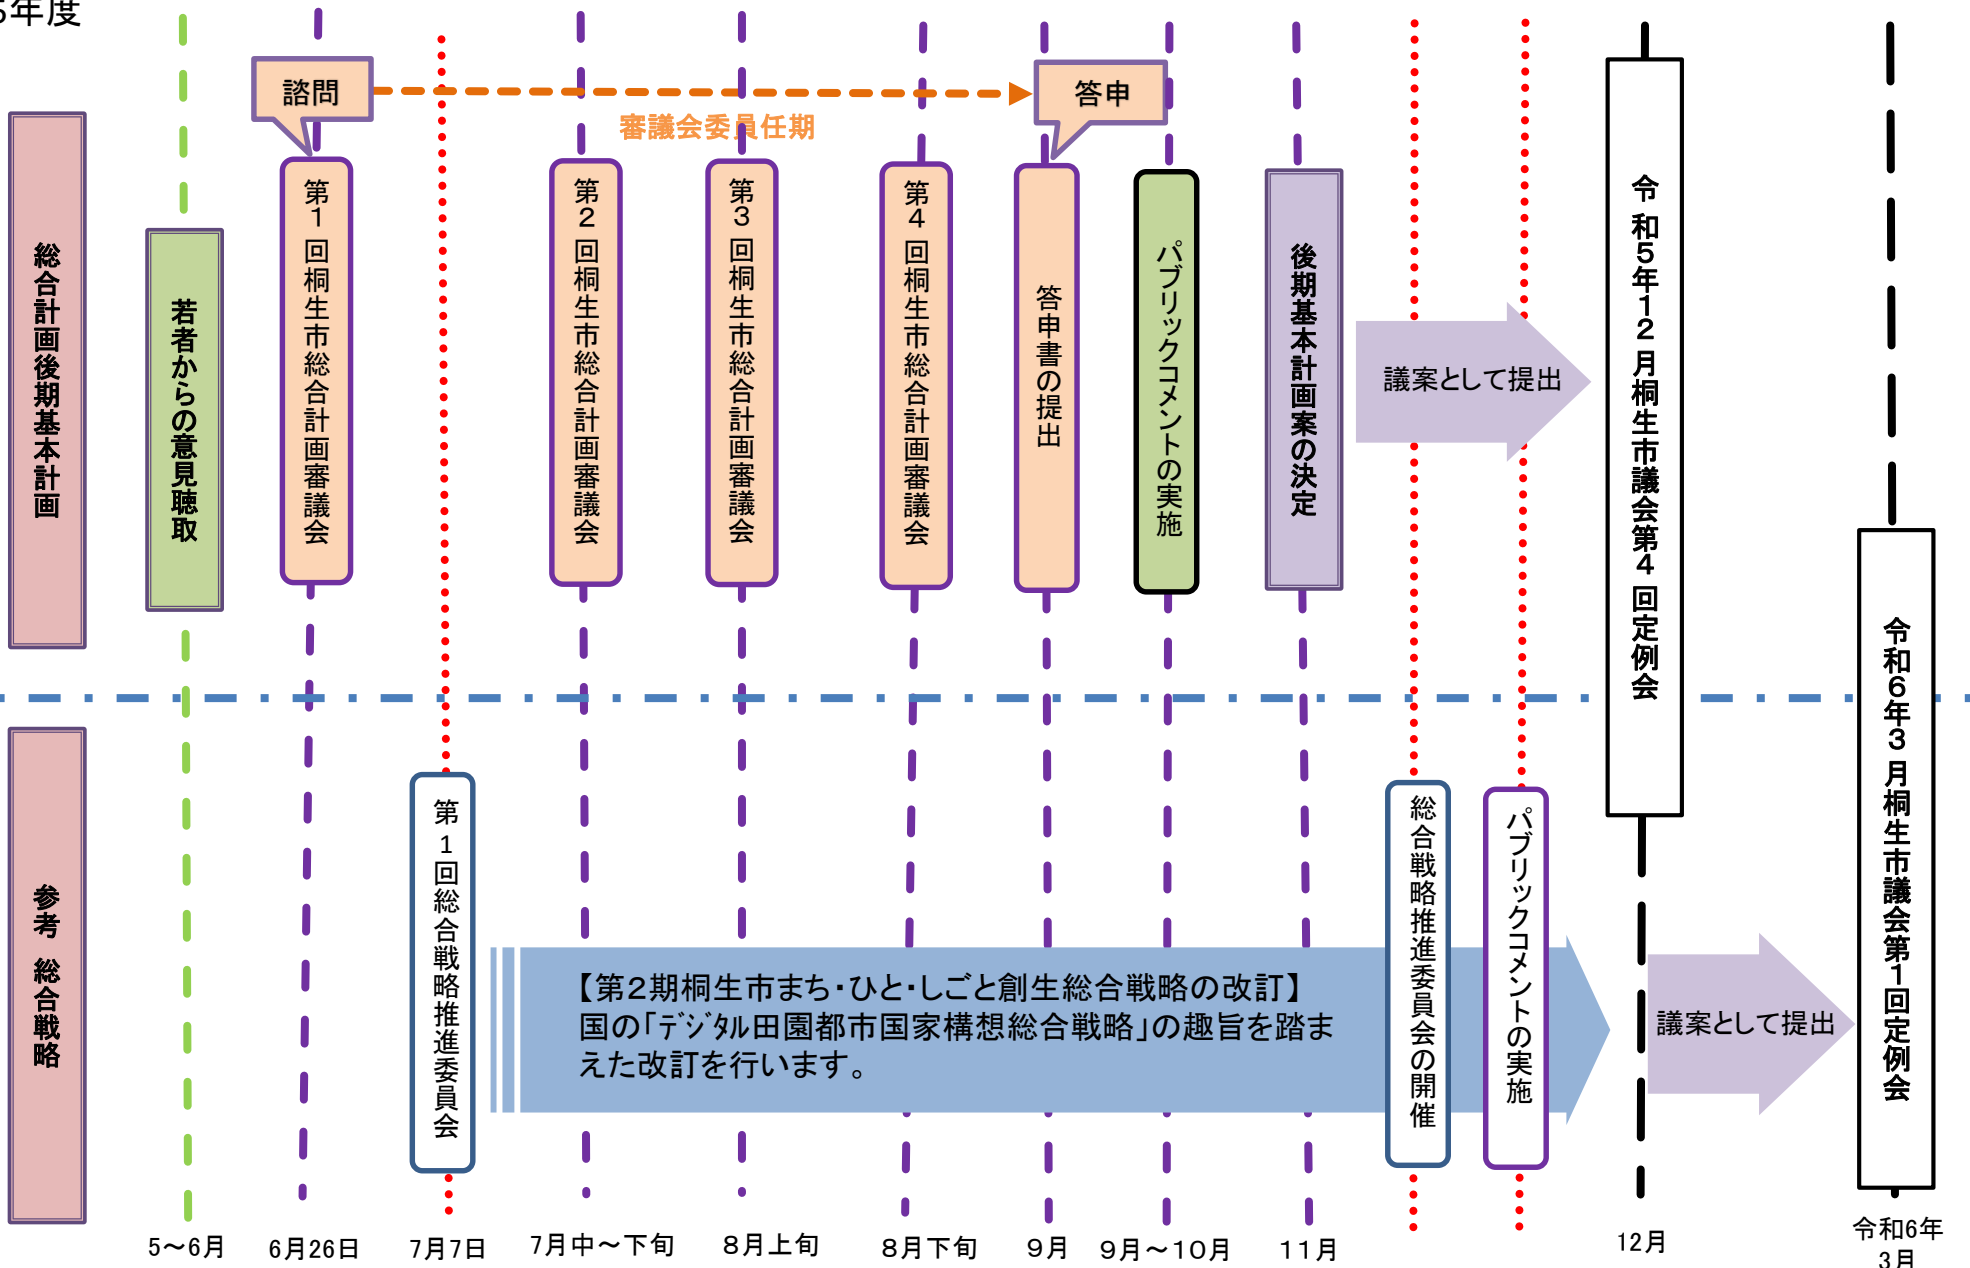 5年度
諮問
答申
審議会委員任期
総合計画後期基本計画
若者からの意見聴取
第1回桐生市総合計画審議会
第2回桐生市総合計画審議会
第3回桐生市総合計画審議会
第4回桐生市総合計画審議会
答申書の提出
パブリックコメントの実施
後期基本計画案の決定
議案として提出
令和5年12月桐生市議会第4回定例会
令和6年3月桐生市議会第1回定例会
参考 総合戦略
第1回総合戦略推進委員会
【第2期桐生市まち・ひと・しごと創生総合戦略の改訂】
国の「デジタル田園都市国家構想総合戦略」の趣旨を踏ま
えた改訂を行います。
総合戦略推進委員会の開催
パブリックコメントの実施
議案として提出
5～6月
6月26日
7月7日
7月中～下旬
8月上旬
8月下旬
9月
9月～10月
11月
12月
令和6年
3月